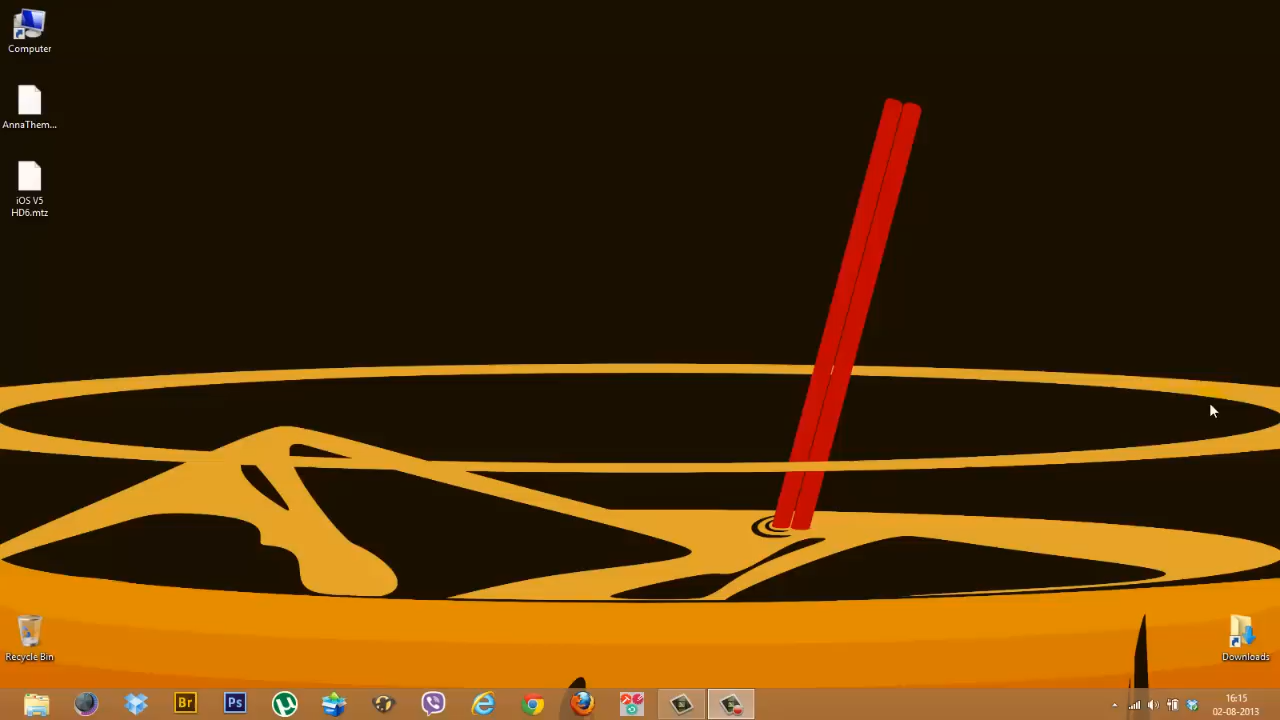 Computer
AnnaThem...
iOS V5
HD6.mtz
Recycle Bin
Downloads
Br
Ps
16:15
02-08-2013